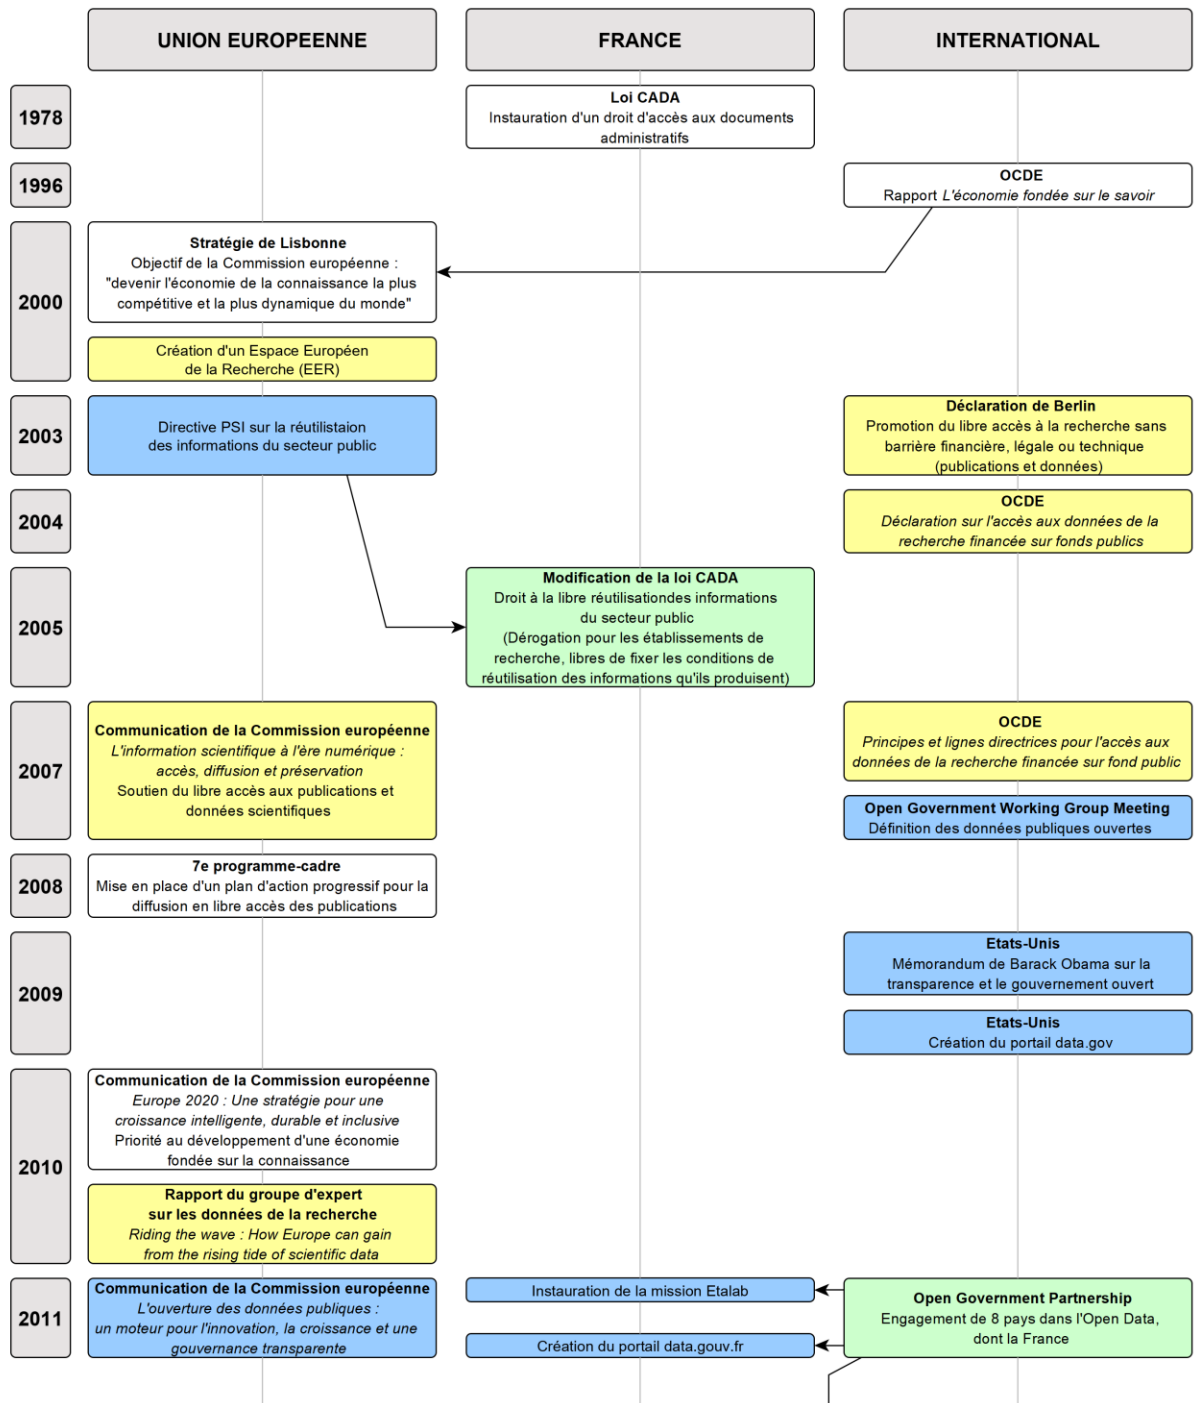 UNION EUROPEENNE
FRANCE
INTERNATIONAL
1978
Loi CADA
Instauration d'un droit d'accès aux documents
administratifs
1996
OCDE
Rapport L'économie fondée sur le savoir
2000
Stratégie de Lisbonne
Objectif de la Commission européenne :
"devenir l'économie de la connaissance la plus
compétitive et la plus dynamique du monde"
Création d'un Espace Européen
de la Recherche (EER)
2003
Directive PSI sur la réutilistaion
des informations du secteur public
Déclaration de Berlin
Promotion du libre accès à la recherche sans
barrière financière, légale ou technique
(publications et données)
2004
OCDE
Déclaration sur l'accès aux données de la
recherche financée sur fonds publics
2005
Modification de la loi CADA
Droit à la libre réutilisationdes informations
du secteur public
(Dérogation pour les établissements de
recherche, libres de fixer les conditions de
réutilisation des informations qu'ils produisent)
2007
Communication de la Commission européenne
L'information scientifique à l'ère numérique :
accès, diffusion et préservation
Soutien du libre accès aux publications et
données scientifiques
OCDE
Principes et lignes directrices pour l'accès aux
données de la recherche financée sur fond public
Open Government Working Group Meeting
Définition des données publiques ouvertes
2008
7e programme-cadre
Mise en place d'un plan d'action progressif pour la
diffusion en libre accès des publications
2009
Etats-Unis
Mémorandum de Barack Obama sur la
transparence et le gouvernement ouvert
Etats-Unis
Création du portail data.gov
2010
Communication de la Commission européenne
Europe 2020 : Une stratégie pour une
croissance intelligente, durable et inclusive
Priorité au développement d'une économie
fondée sur la connaissance
Rapport du groupe d'expert
sur les données de la recherche
Riding the wave : How Europe can gain
from the rising tide of scientific data
2011
Communication de la Commission européenne
L'ouverture des données publiques :
un moteur pour l'innovation, la croissance et une
gouvernance transparente
Instauration de la mission Etalab
Création du portail data.gouv.fr
Open Government Partnership
Engagement de 8 pays dans l'Open Data,
dont la France